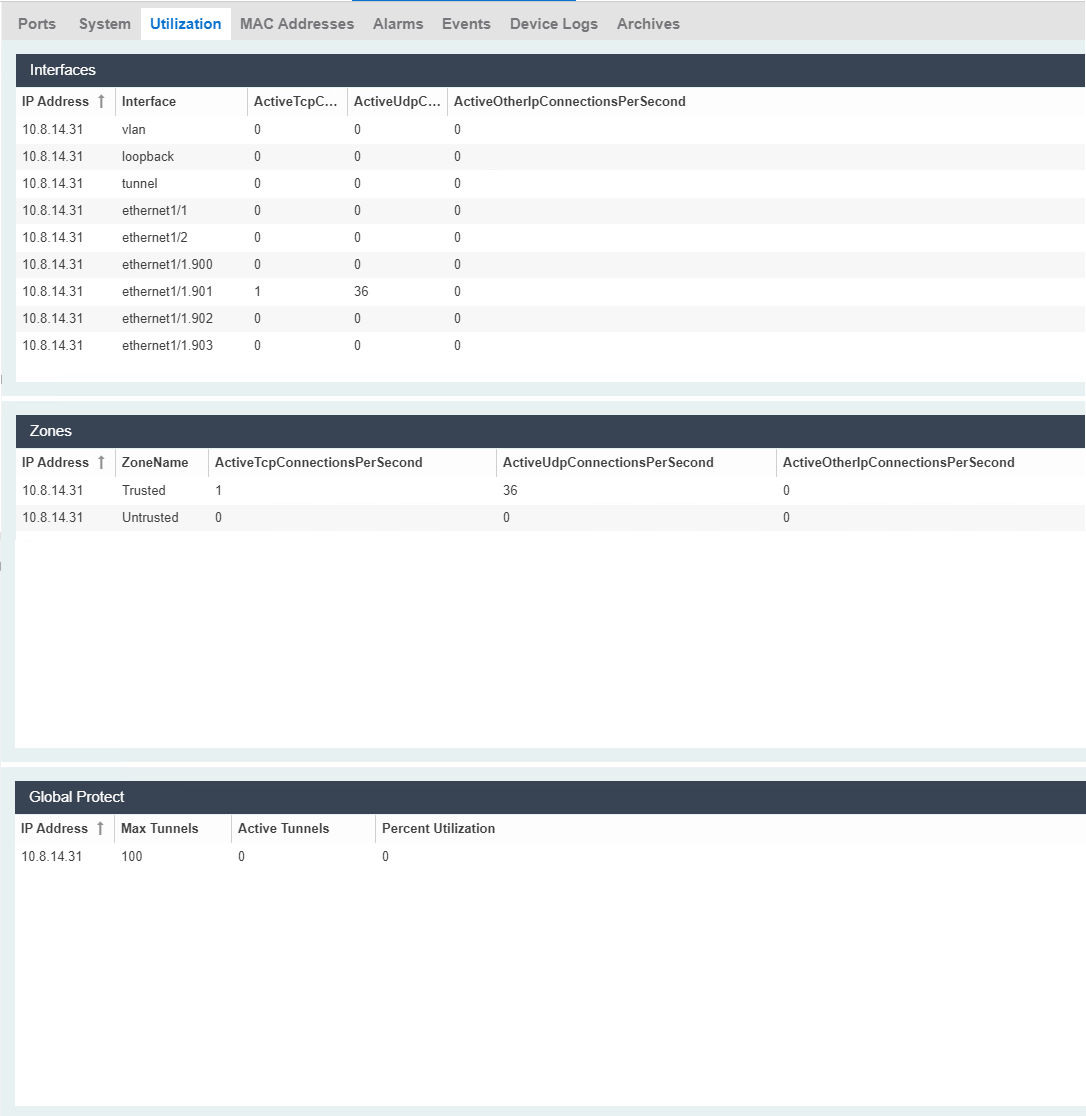 Ports System Utilization MAC Addresses Alarms Events Device Logs Archives
Interfaces
IP Address ↑ Interface ActiveTcpC... ActiveUdpC... ActiveOtherIpConnectionsPerSecond
10.8.14.31 vlan 0 0 0
10.8.14.31 loopback 0 0 0
10.8.14.31 tunnel 0 0 0
10.8.14.31 ethernet1/1 0 0 0
10.8.14.31 ethernet1/2 0 0 0
10.8.14.31 ethernet1/1.900 0 0 0
10.8.14.31 ethernet1/1.901 1 36 0
10.8.14.31 ethernet1/1.902 0 0 0
10.8.14.31 ethernet1/1.903 0 0 0
Zones
IP Address ↑ ZoneName ActiveTcpConnectionsPerSecond ActiveUdpConnectionsPerSecond ActiveOtherIpConnectionsPerSecond
10.8.14.31 Trusted 1 36 0
10.8.14.31 Untrusted 0 0 0
Global Protect
IP Address ↑ Max Tunnels Active Tunnels Percent Utilization
10.8.14.31 100 0 0